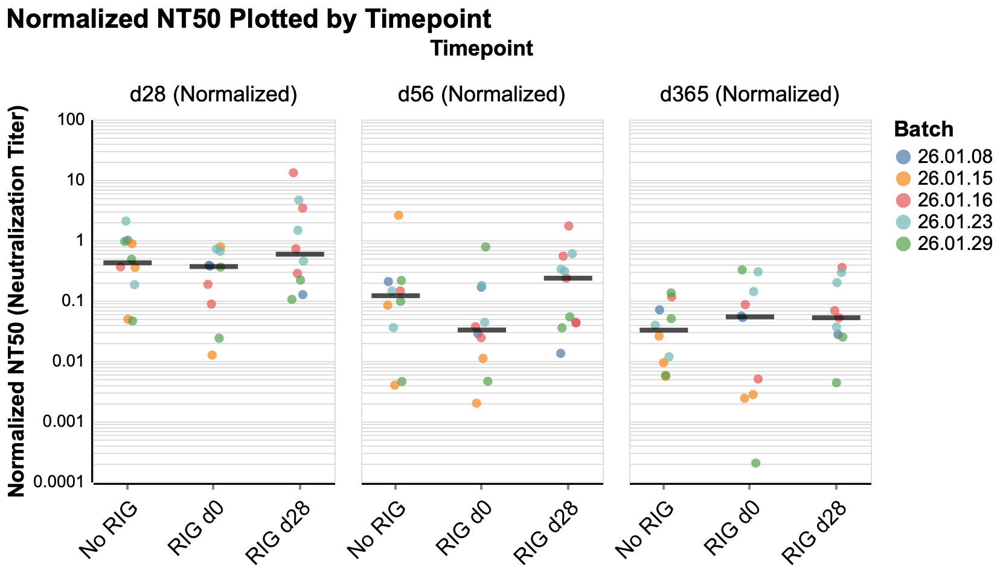 Normalized NT50 Plotted by Timepoint
Timepoint
d28 (Normalized)
d56 (Normalized)
d365 (Normalized)
Normalized NT50 (Neutralization Titer)
100
10
1
0.1
0.01
0.001
0.0001
No RIG
RIG d0
RIG d28
No RIG
RIG d0
RIG d28
No RIG
RIG d0
RIG d28
Batch
26.01.08
26.01.15
26.01.16
26.01.23
26.01.29